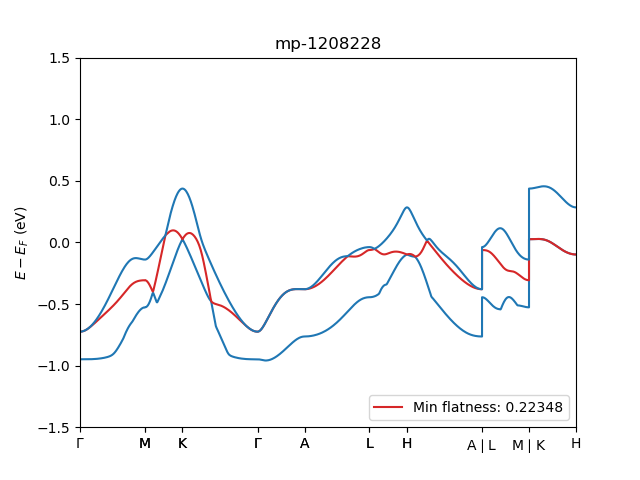 mp-1208228
1.5
1.0
0.5
0.0
−0.5
−1.0
−1.5
E − E_F (eV)
Min flatness: 0.22348
Γ M K Γ A L H A | L M | K H